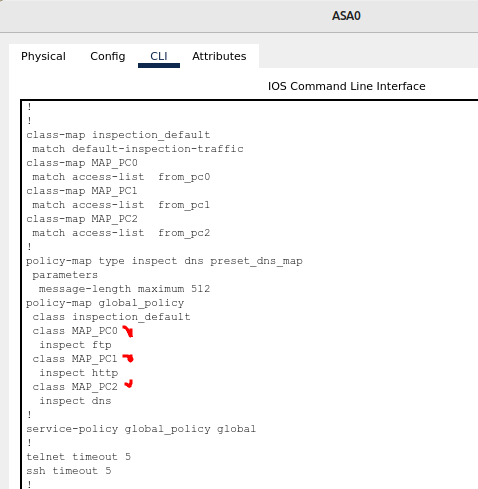 ASA0
Physical Config CLI Attributes
IOS Command Line Interface
!
!
class-map inspection_default
match default-inspection-traffic
class-map MAP_PC0
match access-list  from_pc0
class-map MAP_PC1
match access-list  from_pc1
class-map MAP_PC2
match access-list  from_pc2
!
policy-map type inspect dns preset_dns_map
parameters
message-length maximum 512
policy-map global_policy
class inspection_default
class MAP_PC0
inspect ftp
class MAP_PC1
inspect http
class MAP_PC2
inspect dns
!
service-policy global_policy global
!
telnet timeout 5
ssh timeout 5
!